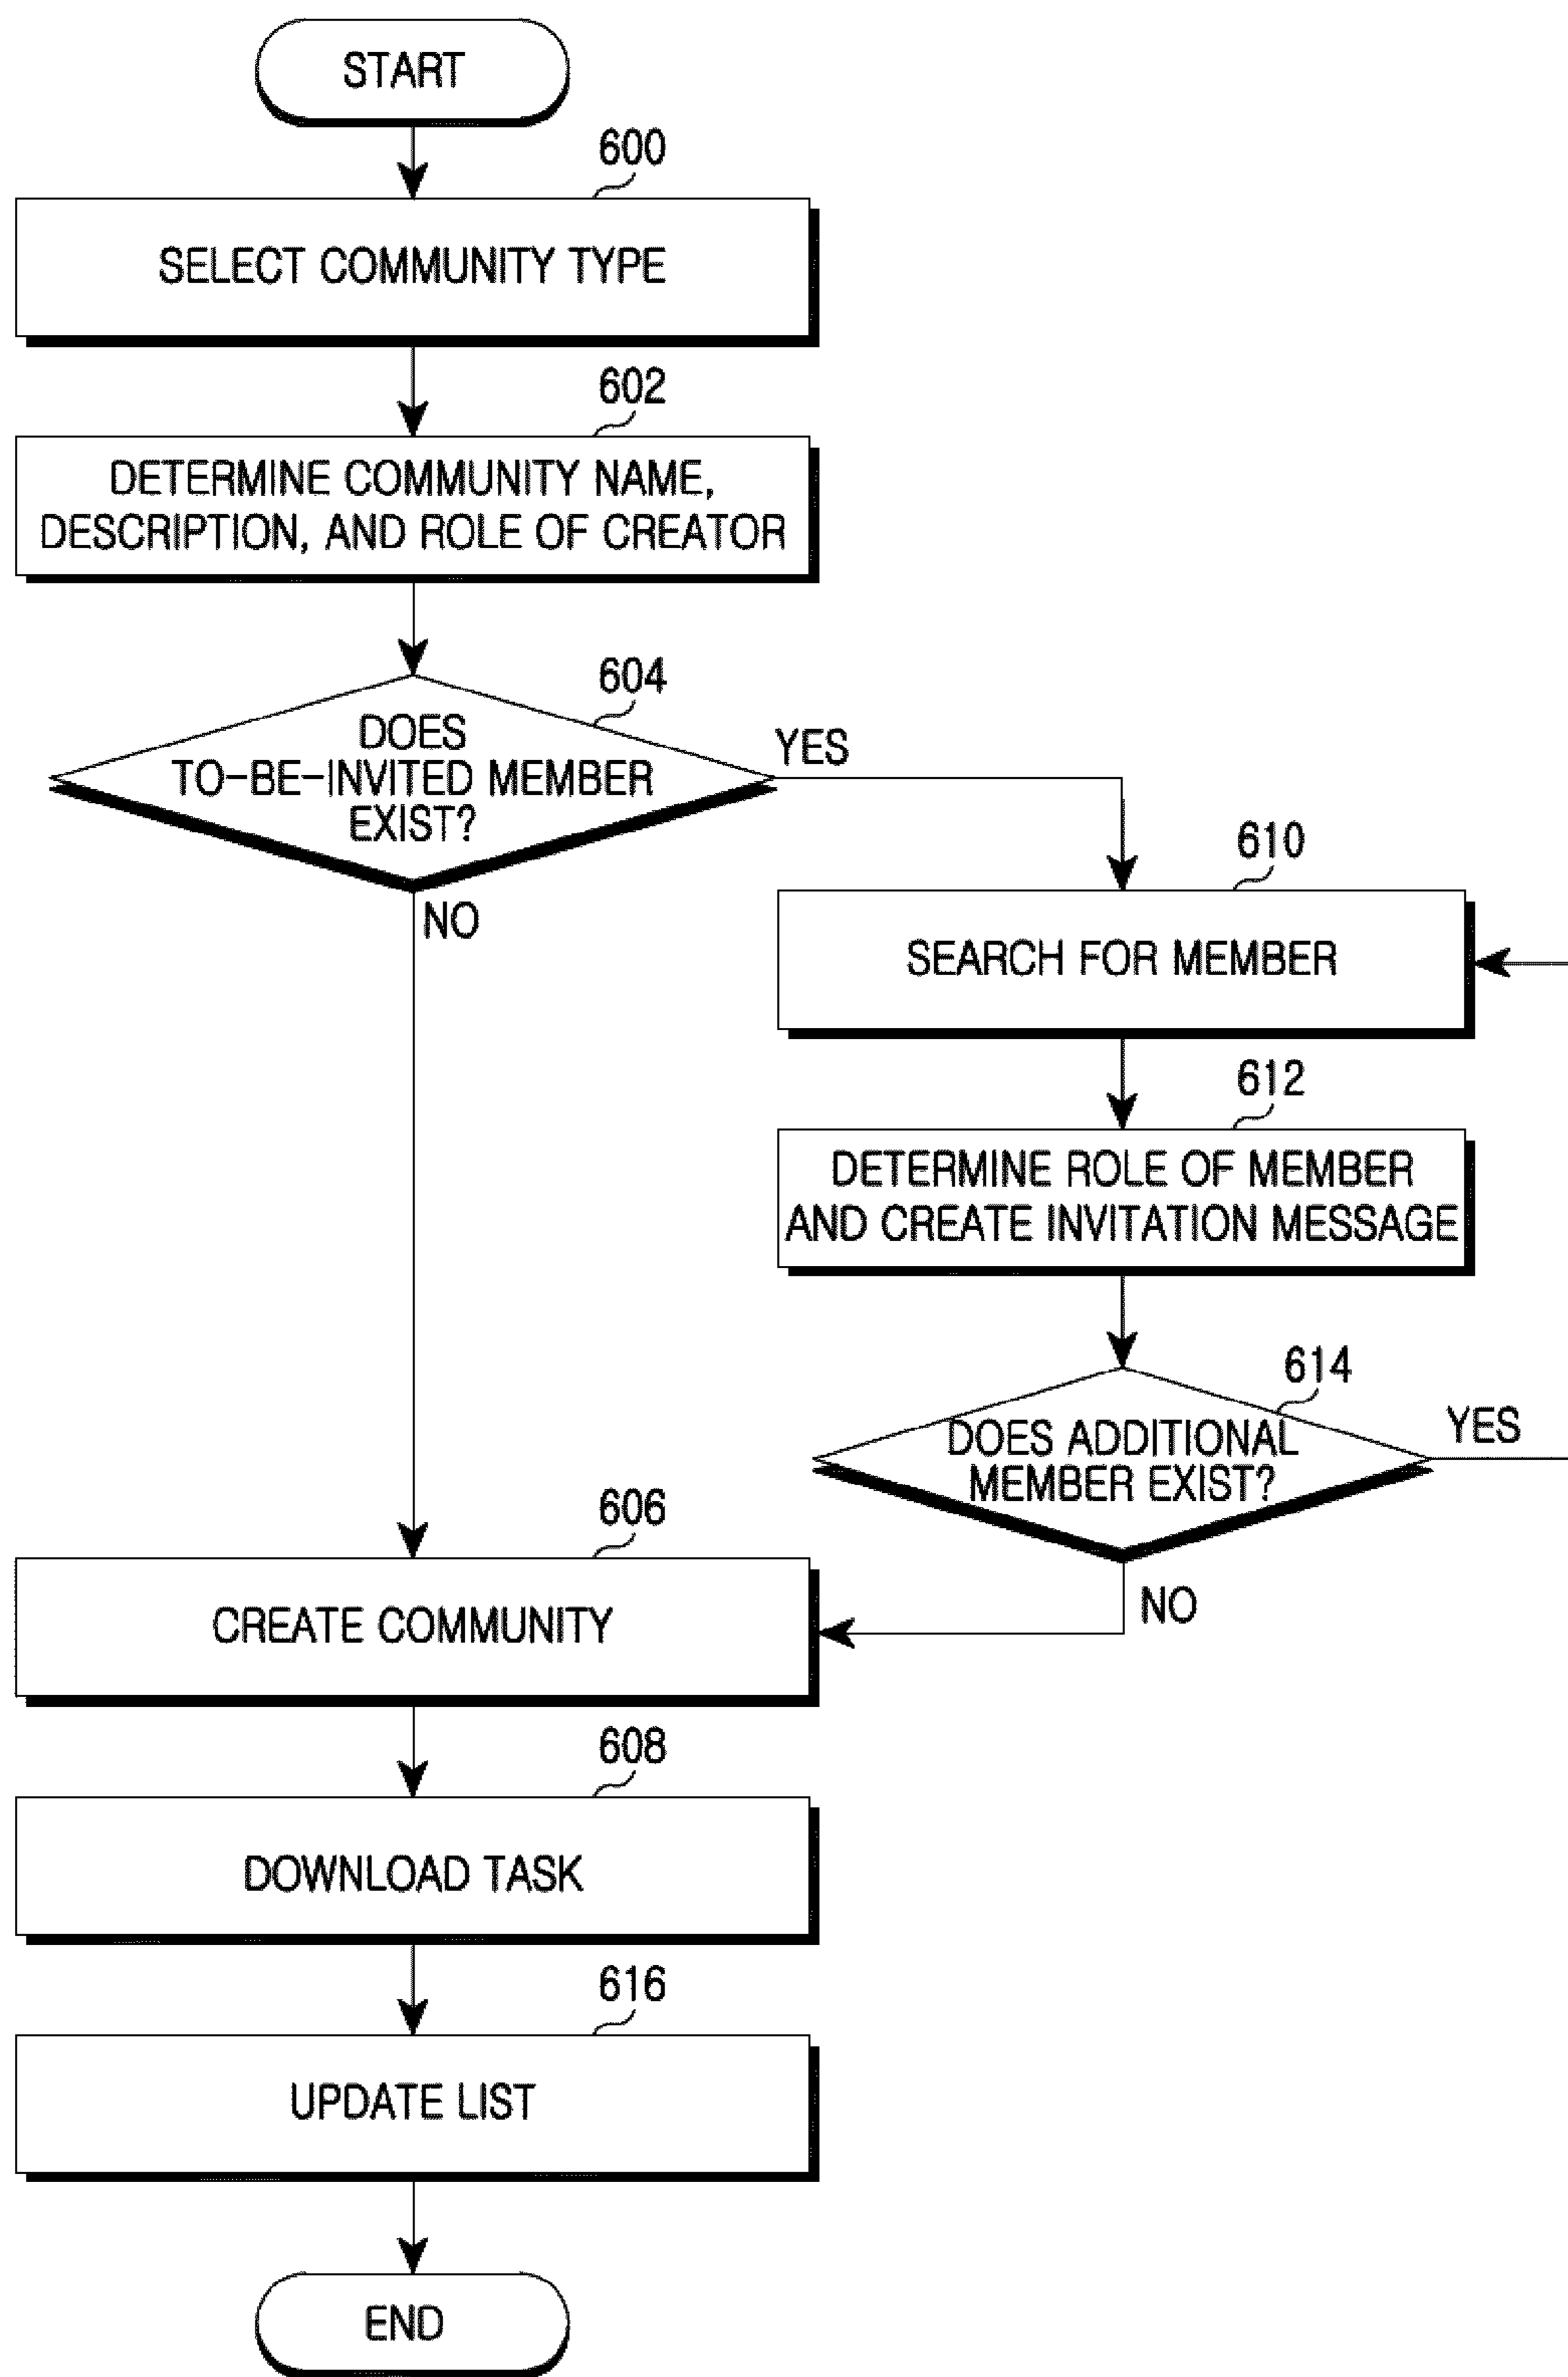 START
600
SELECT COMMUNITY TYPE
602
DETERMINE COMMUNITY NAME,
DESCRIPTION, AND ROLE OF CREATOR
604
DOES
TO-BE-INVITED MEMBER
EXIST?
YES
NO
610
SEARCH FOR MEMBER
612
DETERMINE ROLE OF MEMBER
AND CREATE INVITATION MESSAGE
614
DOES ADDITIONAL
MEMBER EXIST?
YES
NO
606
CREATE COMMUNITY
608
DOWNLOAD TASK
616
UPDATE LIST
END